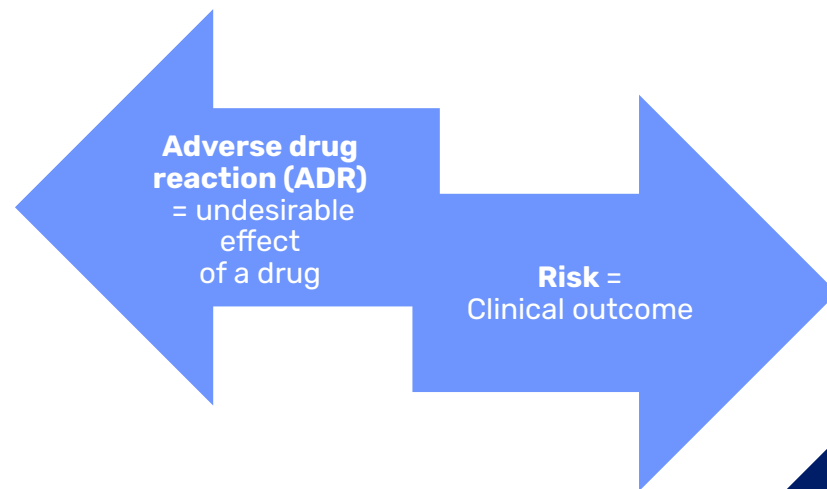 Adverse drug
reaction (ADR)
= undesirable
effect
of a drug
Risk =
Clinical outcome